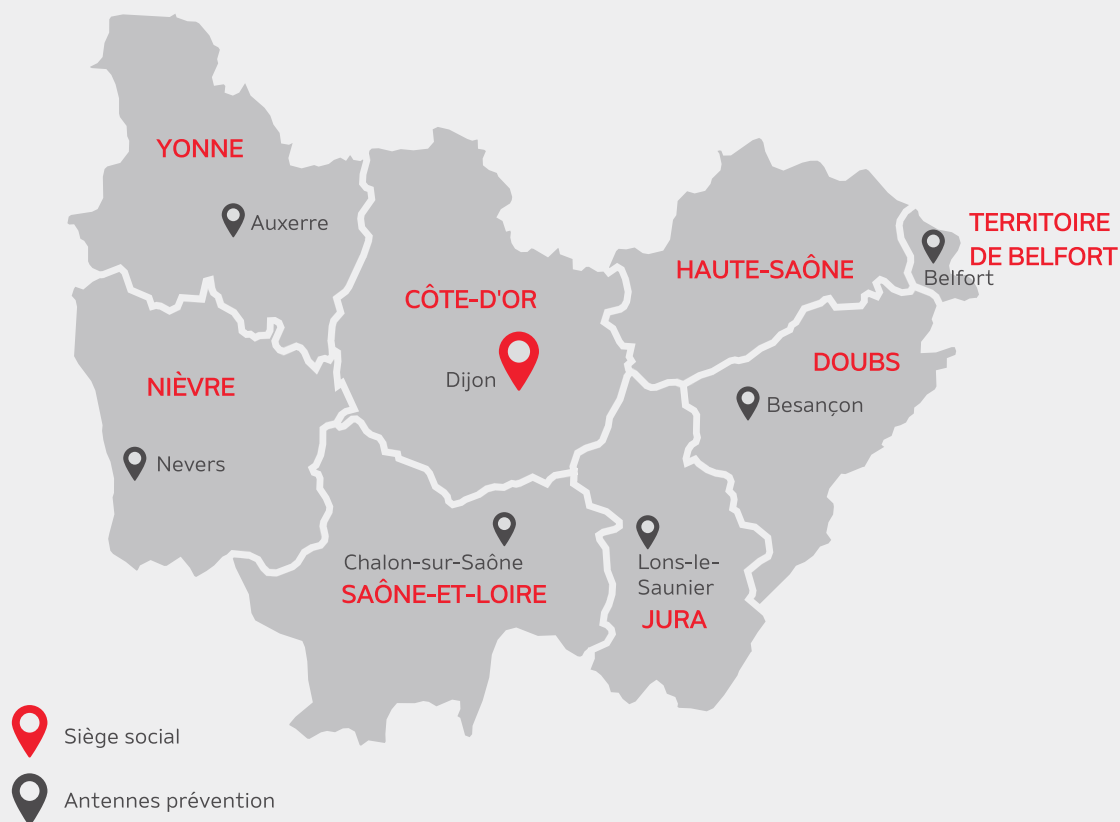 YONNE
Auxerre
TERRITOIRE
DE BELFORT
HAUTE-SAÔNE
Belfort
CÔTE-D'OR
Dijon
DOUBS
Besançon
NIÈVRE
Nevers
Chalon-sur-Saône
SAÔNE-ET-LOIRE
Lons-le-
Saunier
JURA
Siège social
Antennes prévention